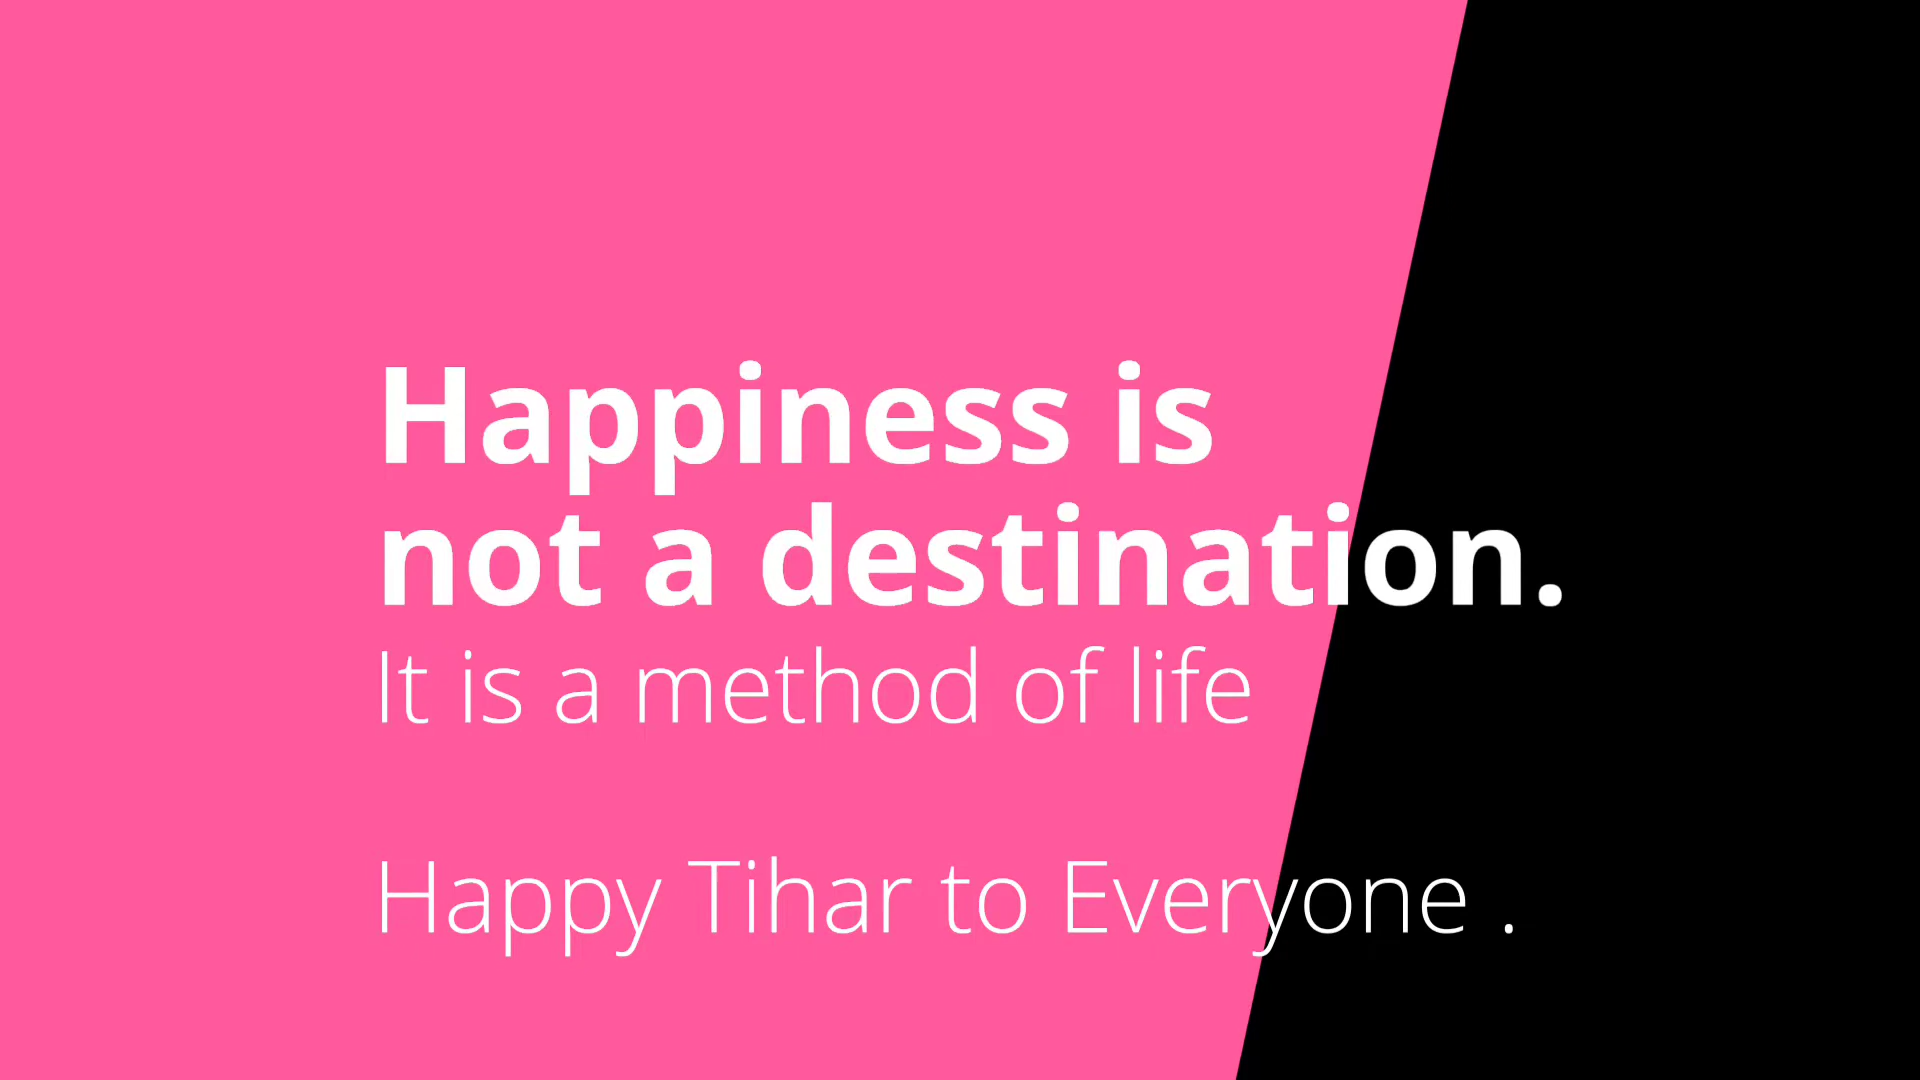 Happiness is
not a destination.
It is a method of life
Happy Tihar to Everyone .